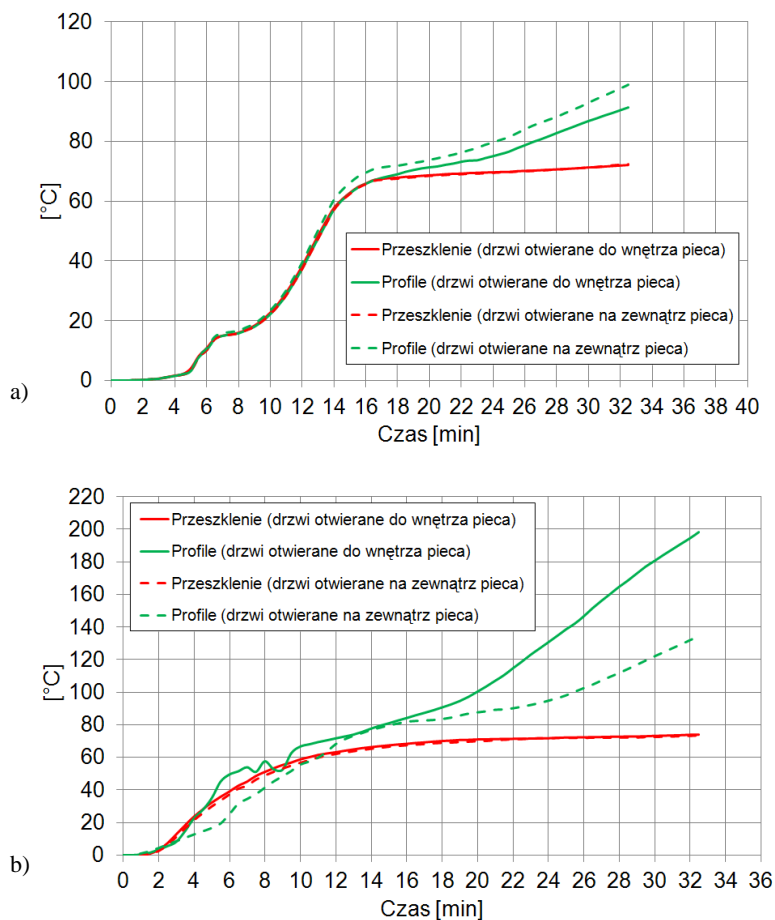 120
100
80
60
40
20
0
[°C]
Przeszklenie (drzwi otwierane do wnętrza pieca)
Profile (drzwi otwierane do wnętrza pieca)
Przeszklenie (drzwi otwierane na zewnątrz pieca)
Profile (drzwi otwierane na zewnątrz pieca)
0 2 4 6 8 10 12 14 16 18 20 22 24 26 28 30 32 34 36 38 40
a)
Czas [min]
220
200
180
160
140
120
100
80
60
40
20
0
[°C]
Przeszklenie (drzwi otwierane do wnętrza pieca)
Profile (drzwi otwierane do wnętrza pieca)
Przeszklenie (drzwi otwierane na zewnątrz pieca)
Profile (drzwi otwierane na zewnątrz pieca)
0 2 4 6 8 10 12 14 16 18 20 22 24 26 28 30 32 34 36
b)
Czas [min]